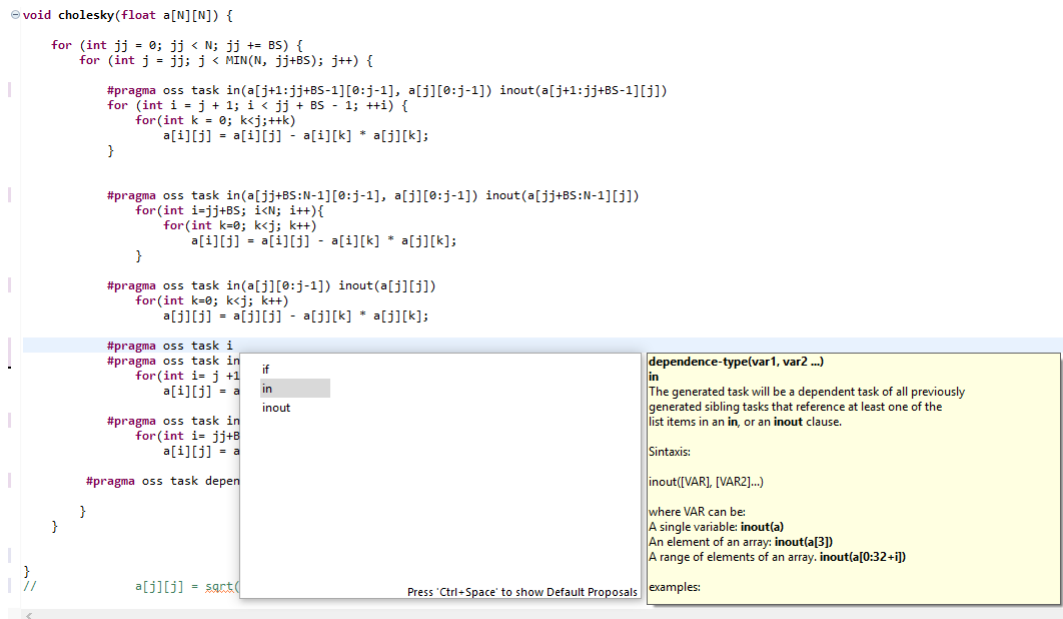 void cholesky(float a[N][N]) {
for (int jj = 0; jj < N; jj += BS) {
for (int j = jj; j < MIN(N, jj+BS); j++) {
#pragma oss task in(a[j+1:jj+BS-1][0:j-1], a[j][0:j-1]) inout(a[j+1:jj+BS-1][j])
for (int i = j + 1; i < jj + BS - 1; ++i) {
for(int k = 0; k<j;++k)
a[i][j] = a[i][j] - a[i][k] * a[j][k];
}
#pragma oss task in(a[jj+BS:N-1][0:j-1], a[j][0:j-1]) inout(a[jj+BS:N-1][j])
for(int i=jj+BS; i<N; i++){
for(int k=0; k<j; k++)
a[i][j] = a[i][j] - a[i][k] * a[j][k];
}
#pragma oss task in(a[j][0:j-1]) inout(a[j][j])
for(int k=0; k<j; k++)
a[j][j] = a[j][j] - a[j][k] * a[j][k];
#pragma oss task i
#pragma oss task in
for(int i= j +1
a[i][j] = a
#pragma oss task in
for(int i= jj+B
a[i][j] = a
#pragma oss task depen
}
}
}
// a[j][j] = sqrt(
if
in
inout
Press 'Ctrl+Space' to show Default Proposals
dependence-type(var1, var2 ...)
in
The generated task will be a dependent task of all previously
generated sibling tasks that reference at least one of the
list items in an in, or an inout clause.
Sintaxis:
inout([VAR], [VAR2]...)
where VAR can be:
A single variable: inout(a)
An element of an array: inout(a[3])
A range of elements of an array. inout(a[0:32+i])
examples: